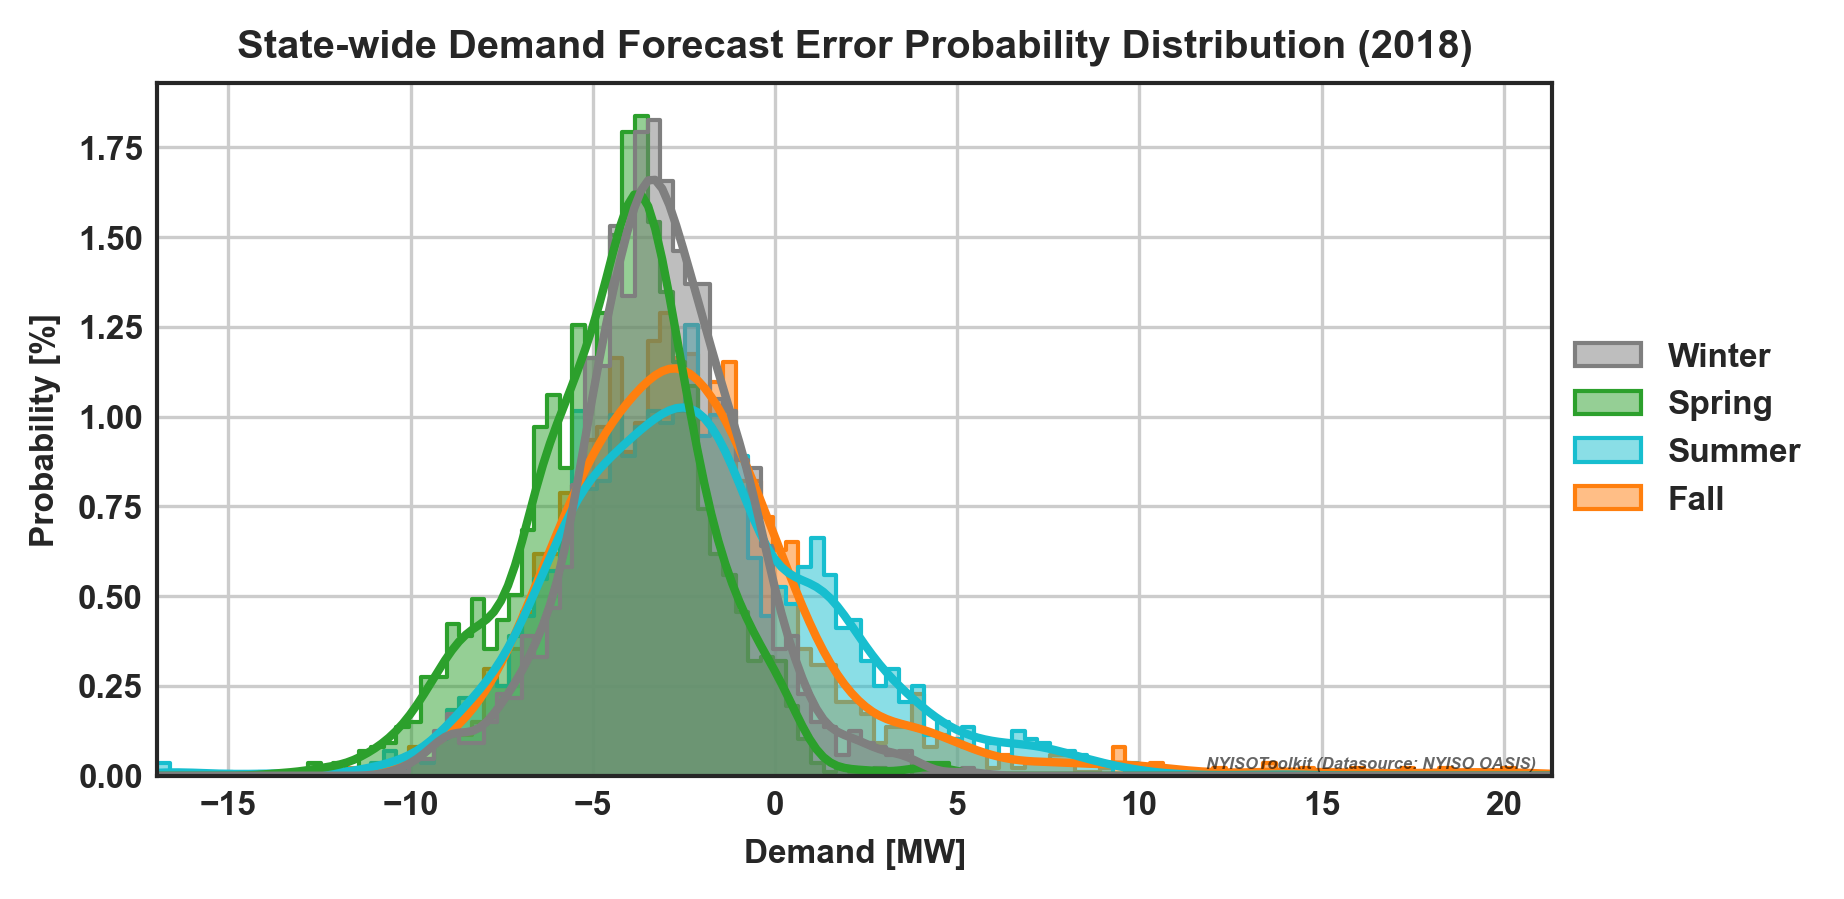 State-wide Demand Forecast Error Probability Distribution (2018)
Probability [%]
1.75
1.50
1.25
1.00
0.75
0.50
0.25
0.00
−15 −10 −5 0 5 10 15 20
Demand [MW]
Winter
Spring
Summer
Fall
NYISOToolkit (Datasource: NYISO OASIS)